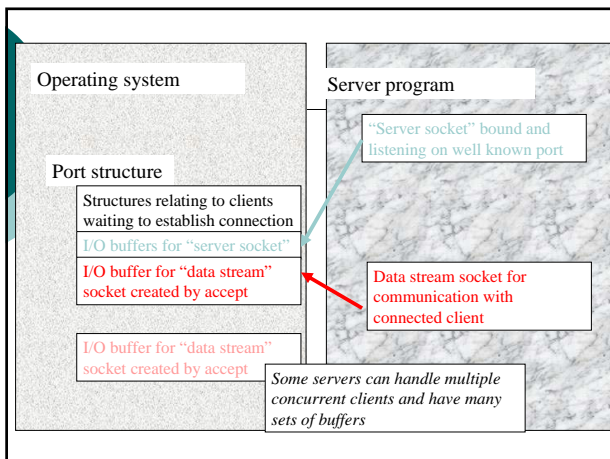 Operating system
Server program
“Server socket” bound and
listening on well known port
Port structure
Structures relating to clients
waiting to establish connection
I/O buffers for “server socket”
I/O buffer for “data stream”
socket created by accept
Data stream socket for
communication with
connected client
I/O buffer for “data stream”
socket created by accept
Some servers can handle multiple
concurrent clients and have many
sets of buffers